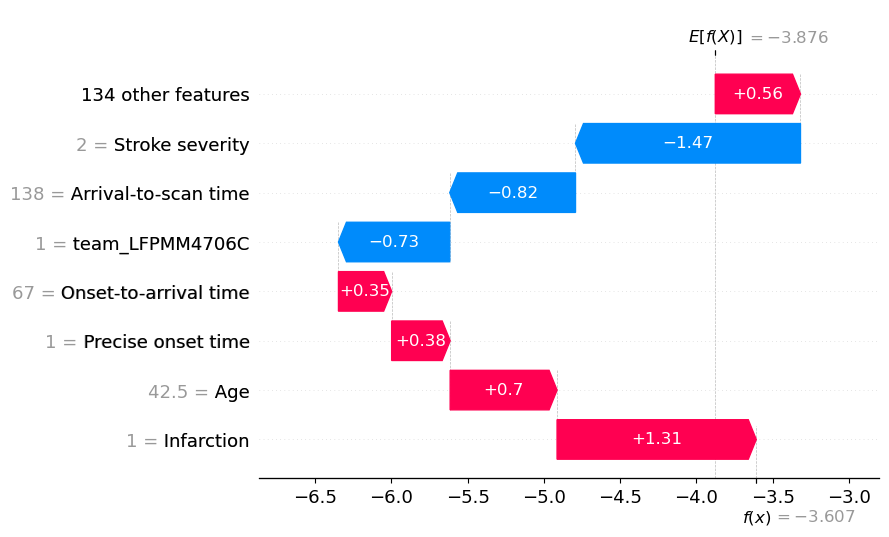 E[f(X)] = −3.876
134 other features +0.56
2 = Stroke severity −1.47
138 = Arrival-to-scan time −0.82
1 = team_LFPMM4706C −0.73
67 = Onset-to-arrival time +0.35
1 = Precise onset time +0.38
42.5 = Age +0.7
1 = Infarction +1.31
−6.5 −6.0 −5.5 −5.0 −4.5 −4.0 −3.5 −3.0
f(x) = −3.607